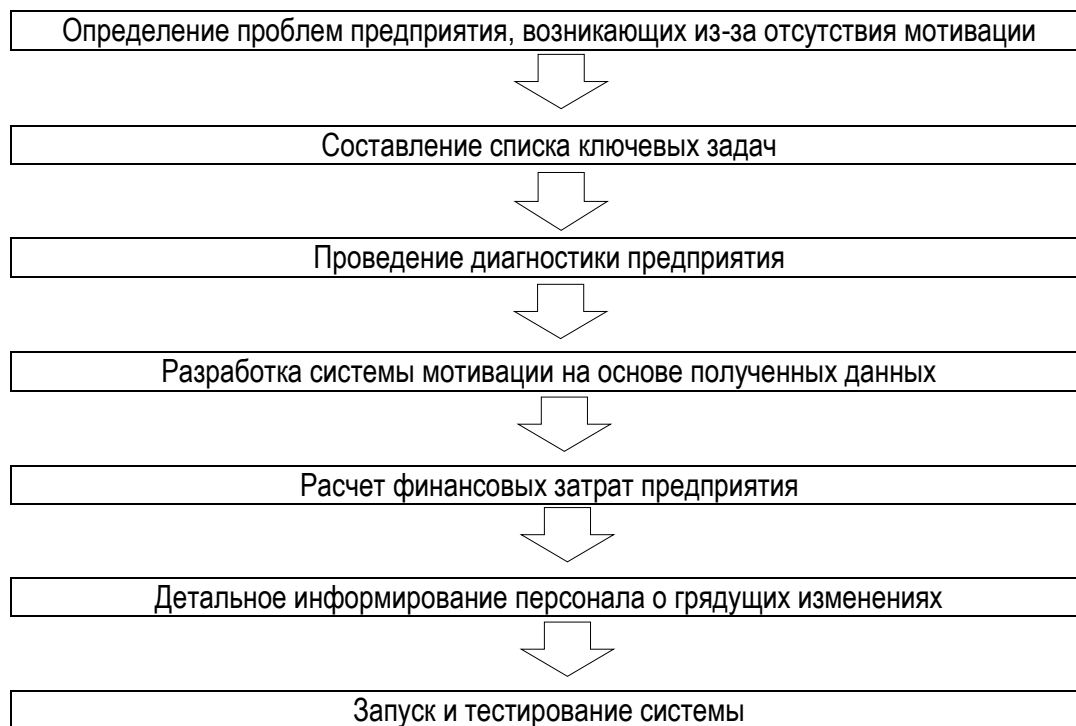 Определение проблем предприятия, возникающих из-за отсутствия мотивации
Составление списка ключевых задач
Проведение диагностики предприятия
Разработка системы мотивации на основе полученных данных
Расчет финансовых затрат предприятия
Детальное информирование персонала о грядущих изменениях
Запуск и тестирование системы